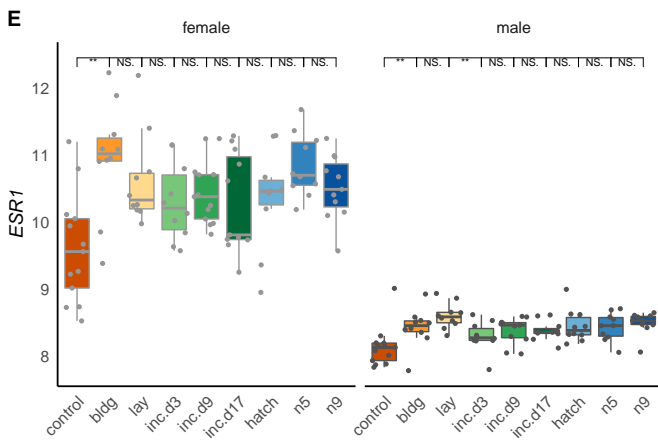 E
female
male
** NS. NS. NS. NS. NS. NS. NS.
** NS. ** NS. NS. NS. NS. NS.
ESR1
12
11
10
9
8
control bldg lay inc.d3 inc.d9 inc.d17 hatch n5 n9
control bldg lay inc.d3 inc.d9 inc.d17 hatch n5 n9